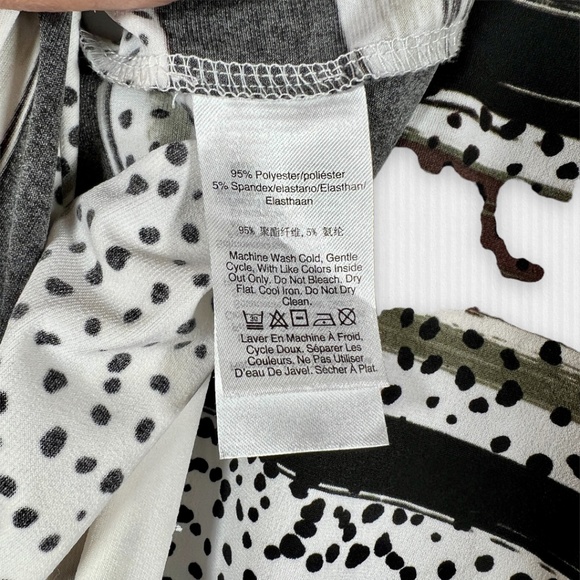 95% Polyester/poliéster
5% Spandex/elastano/Elasthan/
Elasthaan
95% 聚酯纤维, 5% 氨纶
Machine Wash Cold, Gentle
Cycle, With Like Colors Inside
Out Only. Do Not Bleach. Dry
Flat. Cool Iron. Do Not Dry
Clean.
30
Laver En Machine À Froid,
Cycle Doux. Séparer Les
Couleurs. Ne Pas Utiliser
D'eau De Javel. Sécher À Plat.